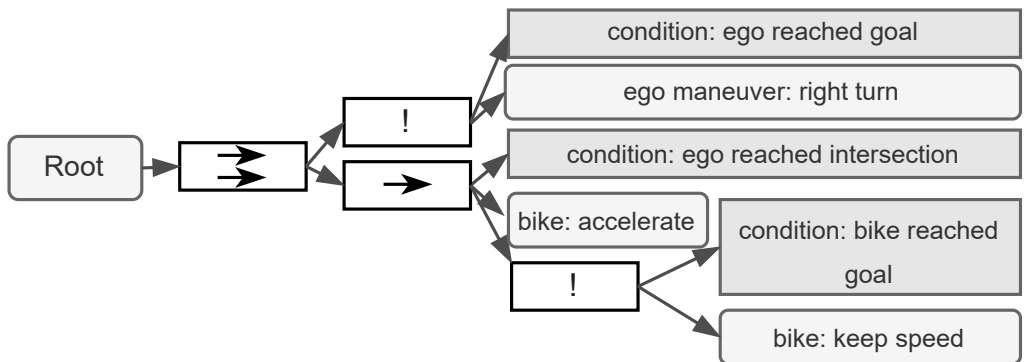 condition: ego reached goal
ego maneuver: right turn
!
Root
condition: ego reached intersection
bike: accelerate
condition: bike reached
goal
!
bike: keep speed